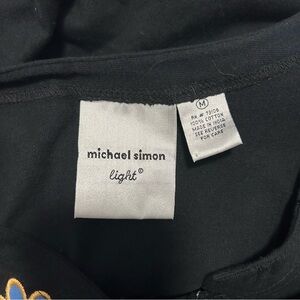 michael simon
light©
M
100% COTTON
MADE IN INDIA
SEE REVERSE
FOR CARE